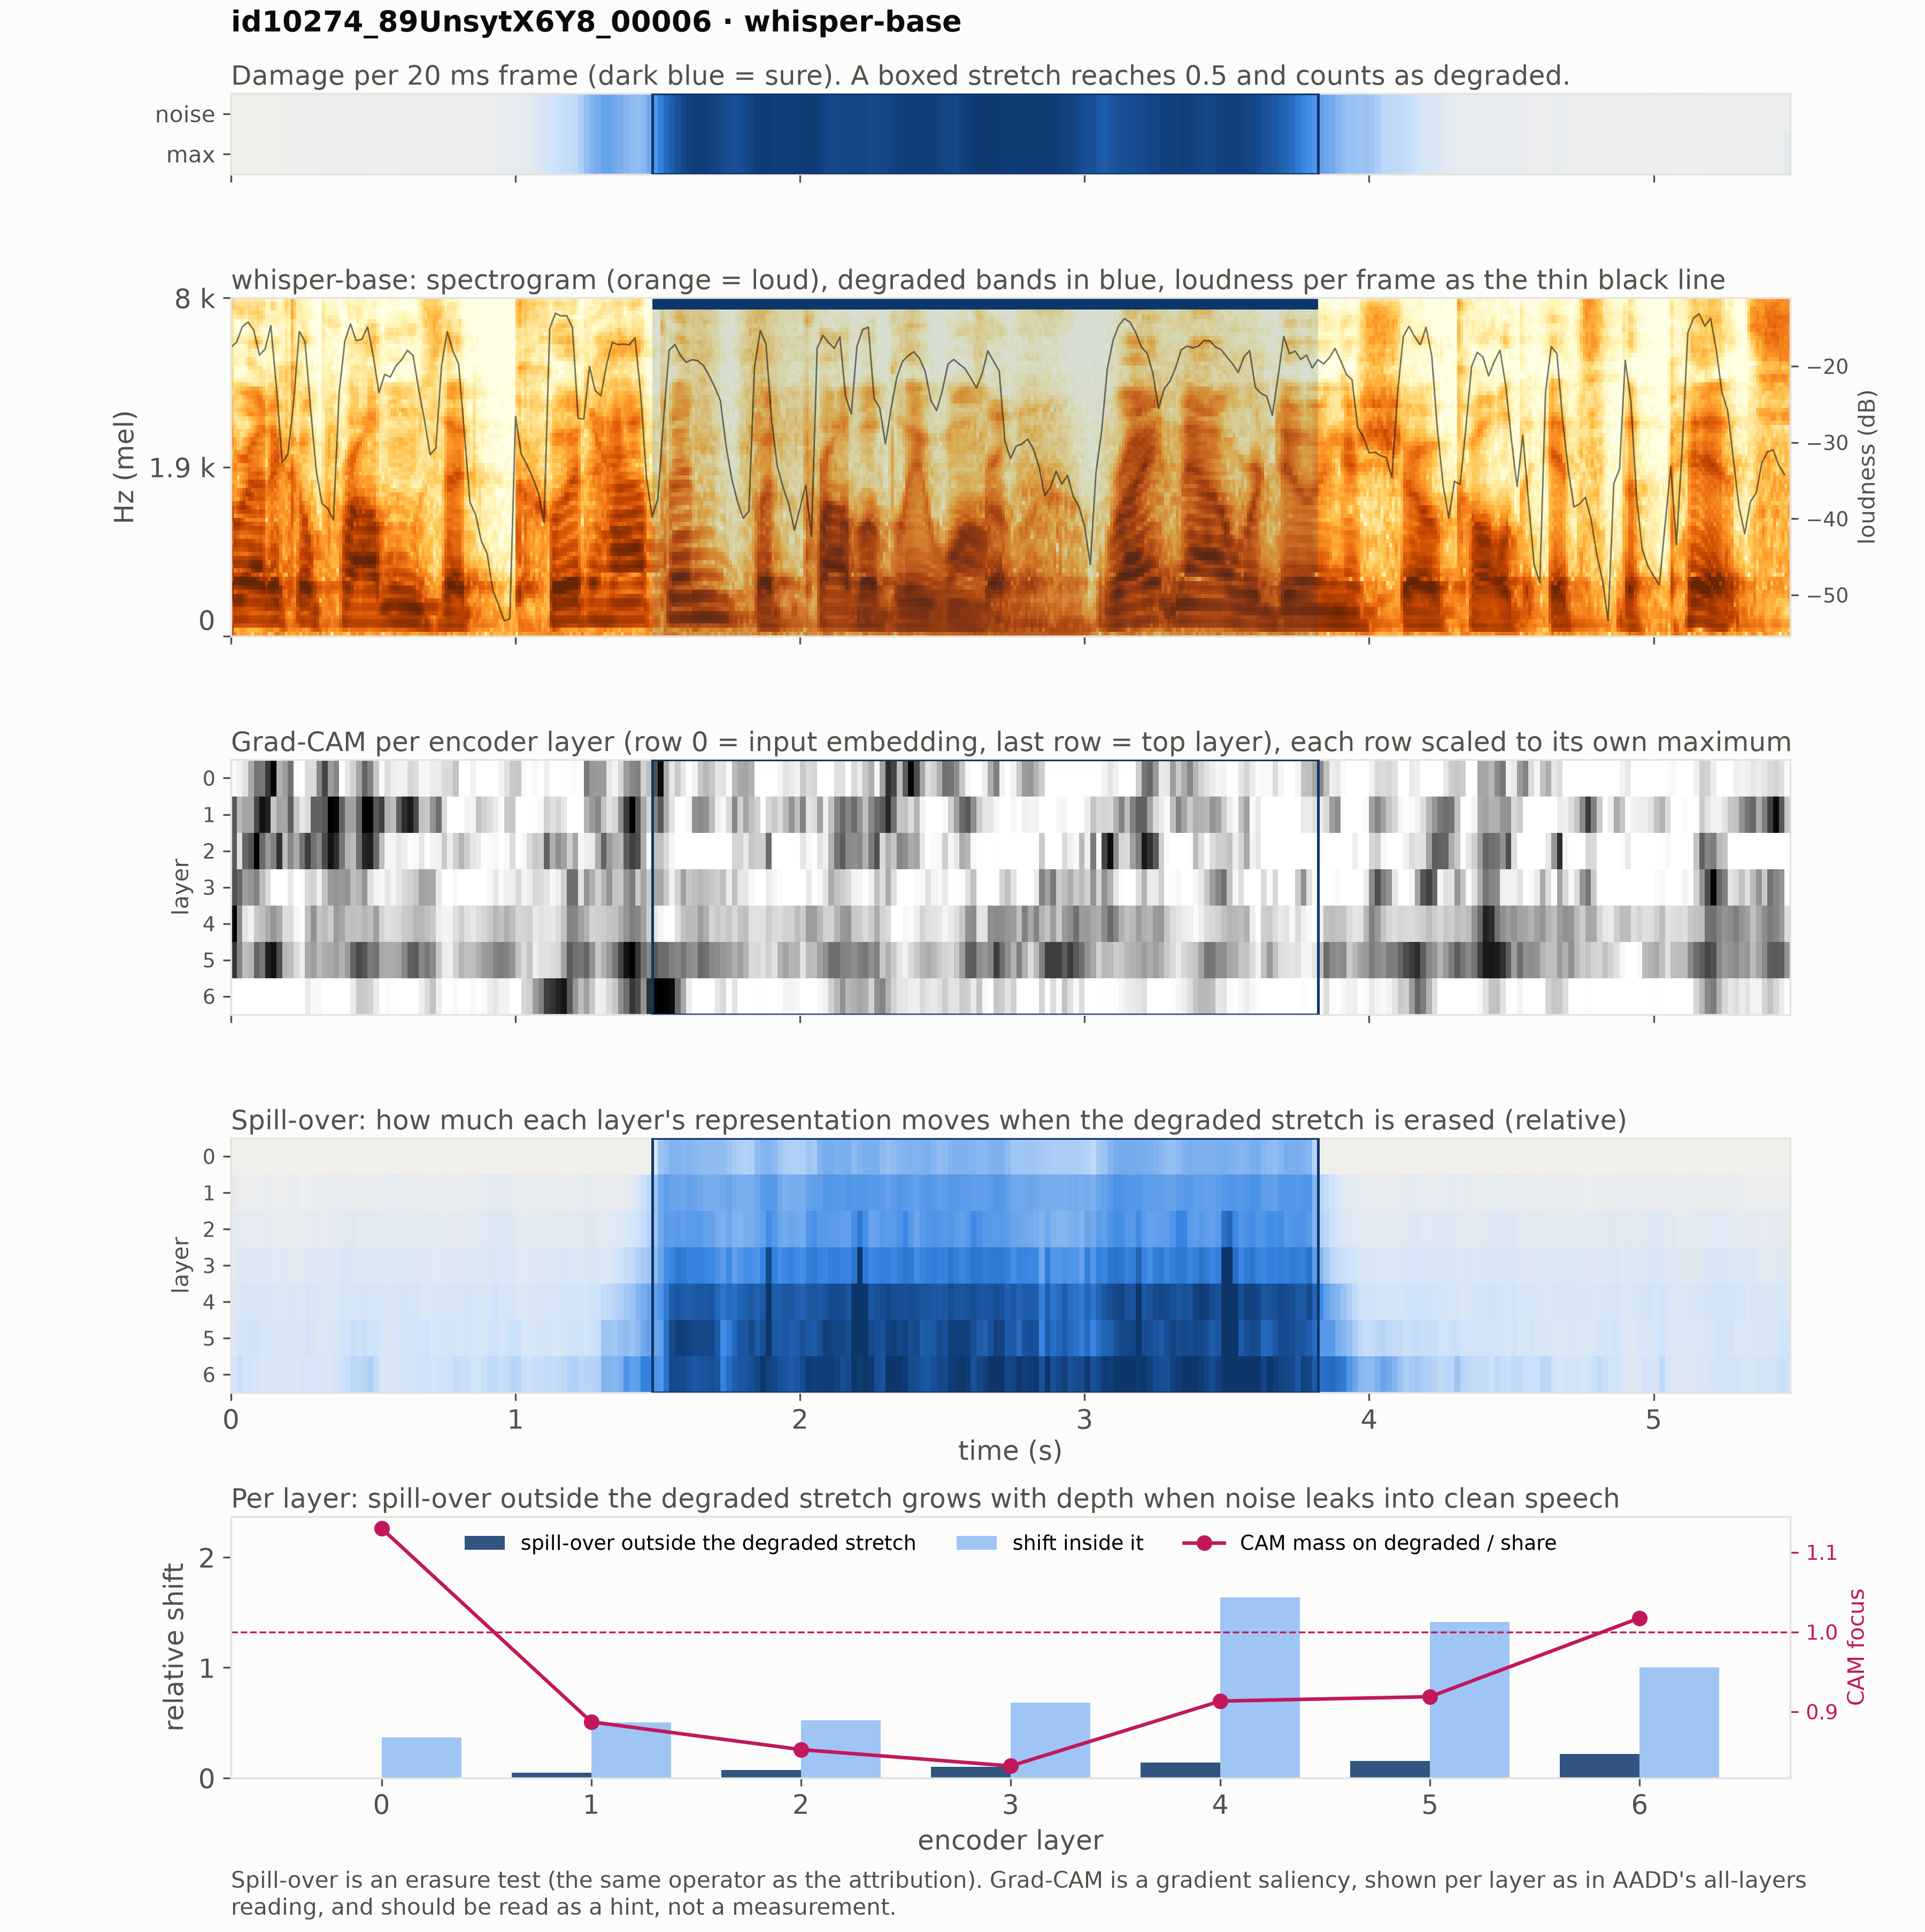 id10274_89UnsytX6Y8_00006 · whisper-base
Damage per 20 ms frame (dark blue = sure). A boxed stretch reaches 0.5 and counts as degraded.
noise
max
whisper-base: spectrogram (orange = loud), degraded bands in blue, loudness per frame as the thin black line
8 k
1.9 k
0
Hz (mel)
−20
−30
−40
−50
loudness (dB)
Grad-CAM per encoder layer (row 0 = input embedding, last row = top layer), each row scaled to its own maximum
0
1
2
3
4
5
6
layer
Spill-over: how much each layer's representation moves when the degraded stretch is erased (relative)
0
1
2
3
4
5
6
layer
0 1 2 3 4 5
time (s)
Per layer: spill-over outside the degraded stretch grows with depth when noise leaks into clean speech
spill-over outside the degraded stretch shift inside it CAM mass on degraded / share
2
1
0
relative shift
1.1
1.0
0.9
CAM focus
0 1 2 3 4 5 6
encoder layer
Spill-over is an erasure test (the same operator as the attribution). Grad-CAM is a gradient saliency, shown per layer as in AADD's all-layers
reading, and should be read as a hint, not a measurement.